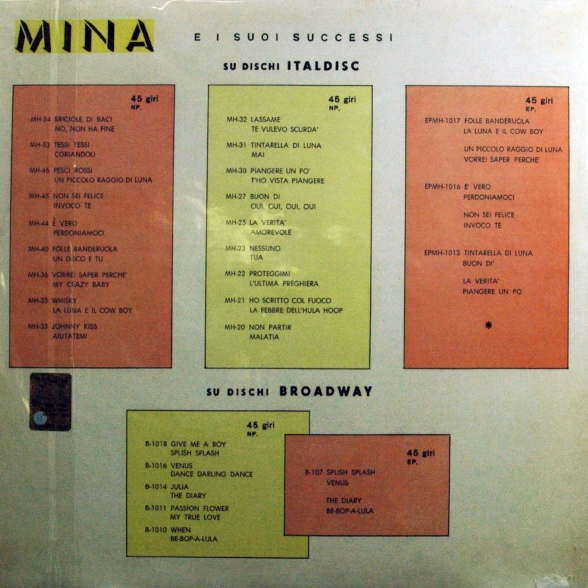 MINA
E I SUOI SUCCESSI
SU DISCHI ITALDISC
45 giri
NP.
MH-54 BRICIOLE DI BACI
NO, NON HA FINE
MH-53 TESSI TESSI
CORIANDOLI
MH-46 PESCI ROSSI
UN PICCOLO RAGGIO DI LUNA
MH-45 NON SEI FELICE
INVOCO TE
MH-44 E' VERO
PERDONIAMOCI
MH-40 FOLLE BANDERUOLA
UN DISCO E TU
MH-36 VORREI SAPER PERCHE'
MY CRAZY BABY
MH-35 WHISKY
LA LUNA E IL COW BOY
MH-33 JOHNNY KISS
AIUTATEMI
45 giri
NP.
MH-32 LASSAME
TE VULEVO SCURDA'
MH-31 TINTARELLA DI LUNA
MAI
MH-30 PIANGERE UN PO'
T'HO VISTA PIANGERE
MH-27 BUON DI
OUI, OUI, OUI, OUI
MH-25 LA VERITA'
AMOREVOLE
MH-23 NESSUNO
TUA
MH-22 PROTEGGIMI
L'ULTIMA PREGHIERA
MH-21 HO SCRITTO COL FUOCO
LA FEBBRE DELL'HULA HOOP
MH-20 NON PARTIR
MALATIA
45 giri
EP.
EPMH-1017 FOLLE BANDERUOLA
LA LUNA E IL COW BOY
UN PICCOLO RAGGIO DI LUNA
VORREI SAPER PERCHE'
EPMH-1016 E' VERO
PERDONIAMOCI
NON SEI FELICE
INVOCO TE
EPMH-1013 TINTARELLA DI LUNA
BUON DI'
LA VERITA'
PIANGERE UN PO
*
SU DISCHI BROADWAY
45 giri
NP.
B-1018 GIVE ME A BOY
SPLISH SPLASH
B-1016 VENUS
DANCE DARLING DANCE
B-1014 JULIA
THE DIARY
B-1011 PASSION FLOWER
MY TRUE LOVE
B-1010 WHEN
BE-BOP-A-LULA
45 giri
EP.
B-107 SPLISH SPLASH
VENUS
THE DIARY
BE-BOP-A-LULA